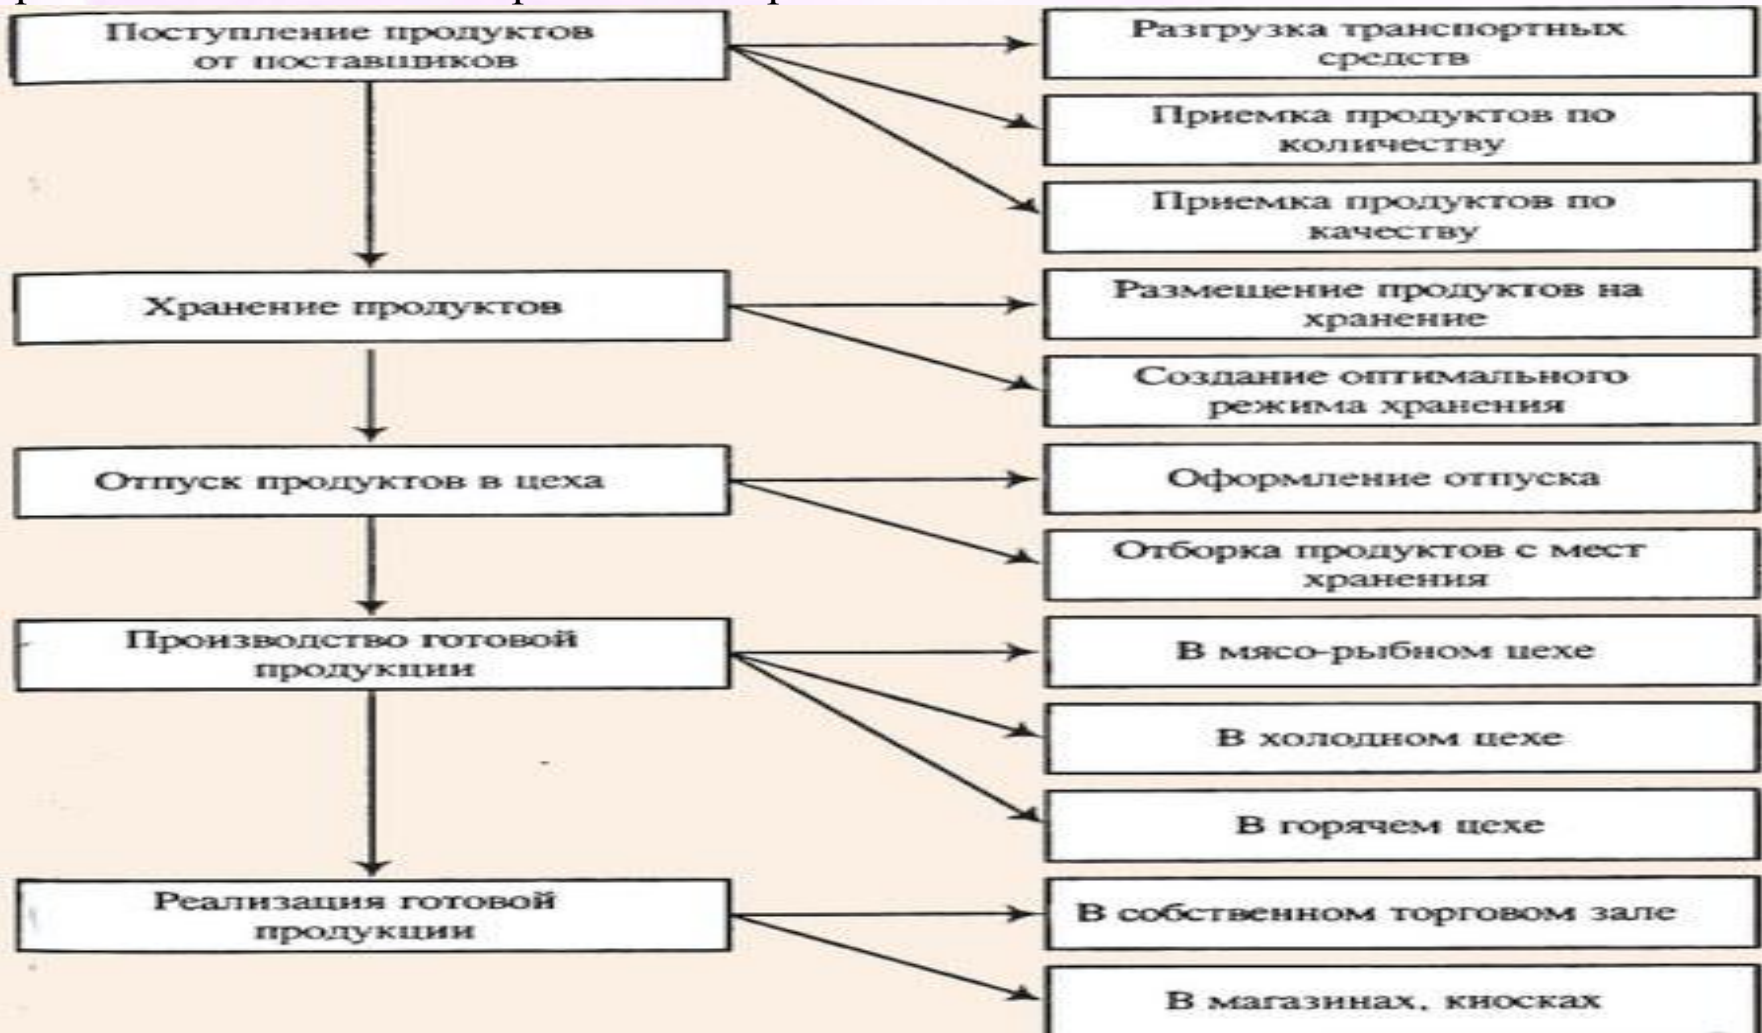 Поступление продуктов
от поставщиков
Разгрузка транспортных
средств
Приемка продуктов по
количеству
Приемка продуктов по
качеству
Хранение продуктов
Размещение продуктов на
хранение
Создание оптимального
режима хранения
Отпуск продуктов в цеха
Оформление отпуска
Отборка продуктов с мест
хранения
Производство готовой
продукции
В мясо-рыбном цехе
В холодном цехе
В горячем цехе
Реализация готовой
продукции
В собственном торговом зале
В магазинах, киосках